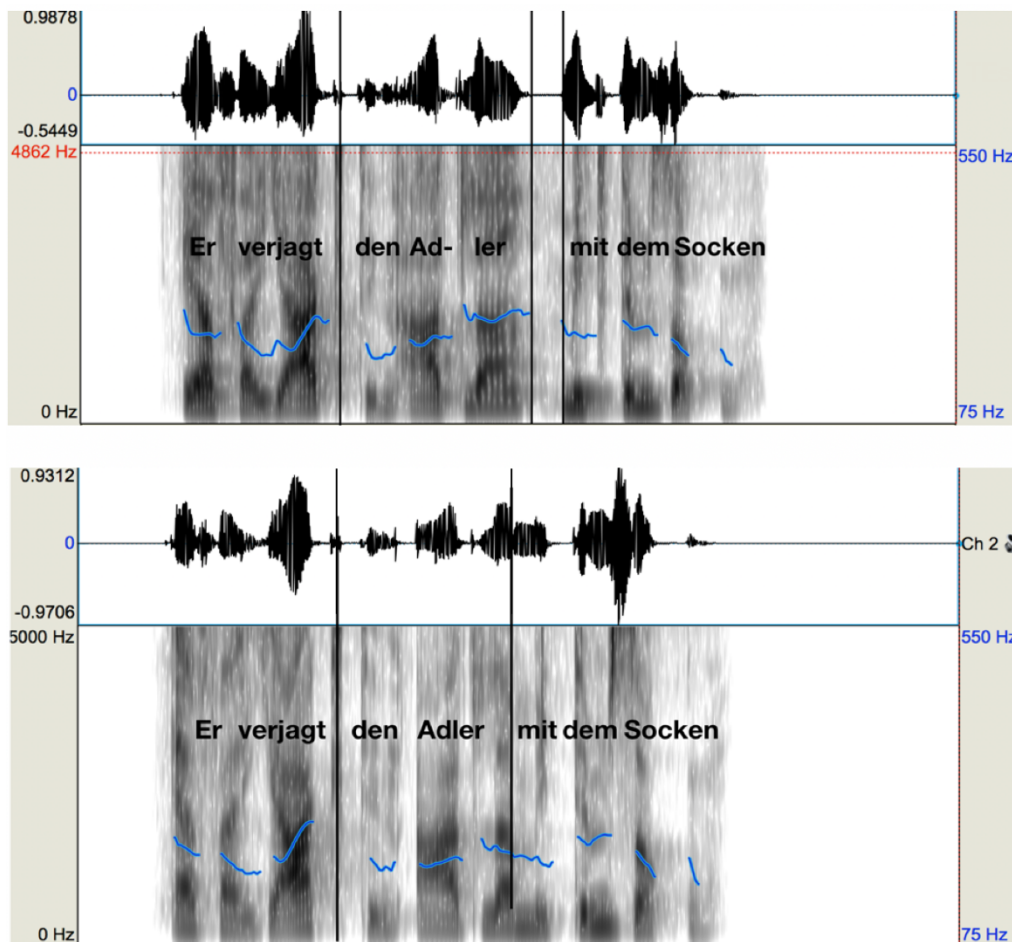 0.9878
0
-0.5449
4862 Hz
550 Hz
Er verjagt den Ad- ler mit dem Socken
0 Hz
75 Hz
0.9312
0
Ch 2
-0.9706
5000 Hz
550 Hz
Er verjagt den Adler mit dem Socken
0 Hz
75 Hz